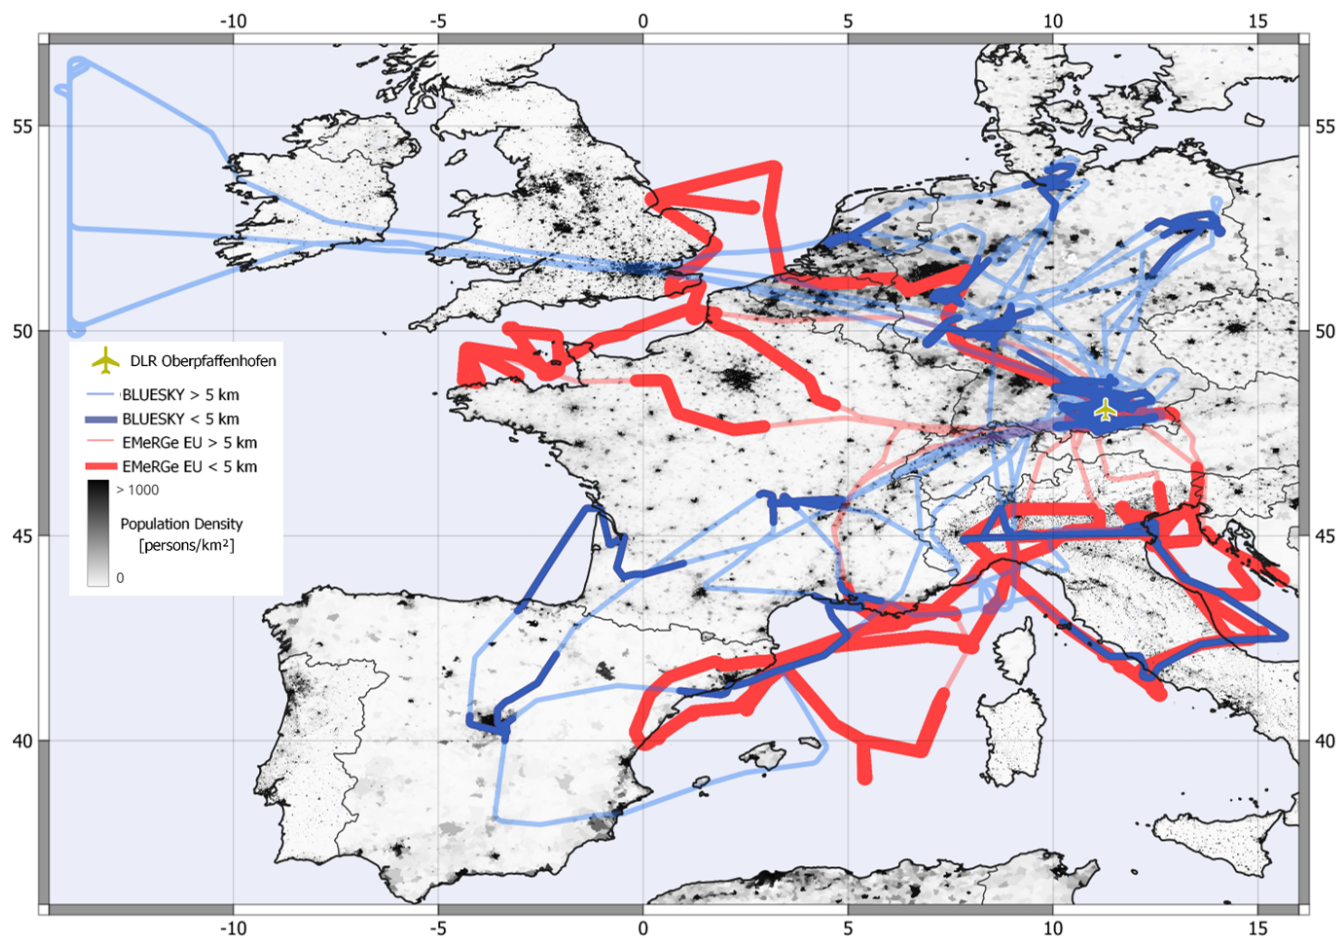 -10 -5 0 5 10 15
55 55
50 50
DLR Oberpfaffenhofen
BLUESKY > 5 km
BLUESKY < 5 km
EMeRGe EU > 5 km
EMeRGe EU < 5 km
> 1000
Population Density
[persons/km²]
0
45 45
40 40
-10 -5 0 5 10 15